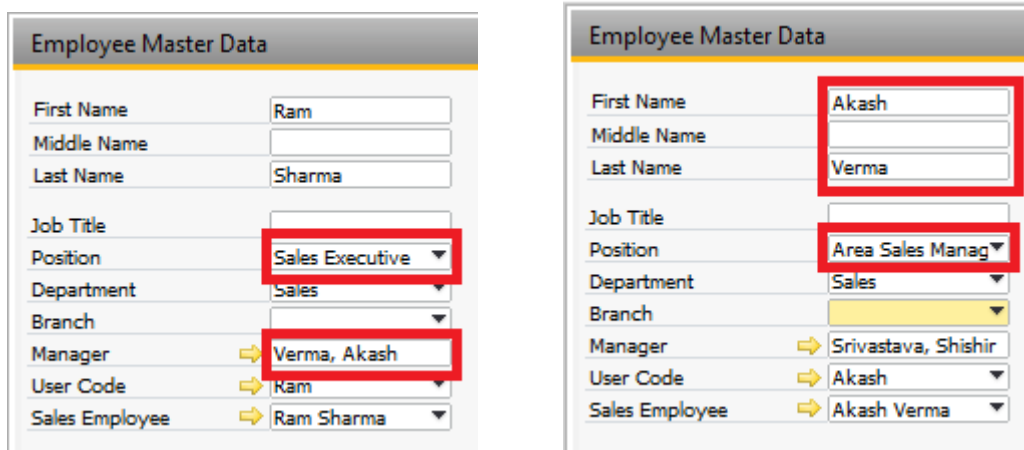 Employee Master Data
First Name Ram
Middle Name
Last Name Sharma
Job Title
Position Sales Executive
Department Sales
Branch
Manager Verma, Akash
User Code Ram
Sales Employee Ram Sharma
Employee Master Data
First Name Akash
Middle Name
Last Name Verma
Job Title
Position Area Sales Manag
Department Sales
Branch
Manager Srivastava, Shishir
User Code Akash
Sales Employee Akash Verma